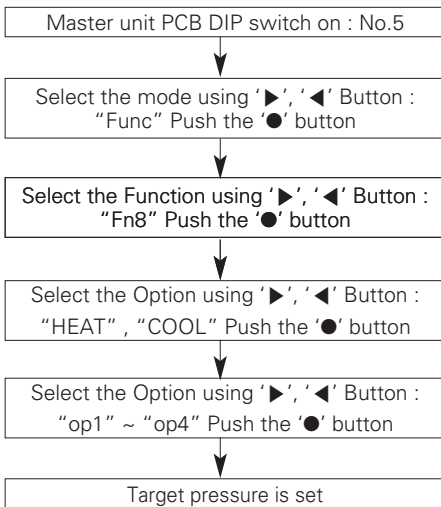 Master unit PCB DIP switch on : No.5
Select the mode using ‘▶’, ‘◀’ Button :
“Func” Push the ‘●’ button
Select the Function using ‘▶’, ‘◀’ Button :
“Fn8” Push the ‘●’ button
Select the Option using ‘▶’, ‘◀’ Button :
“HEAT” , “COOL” Push the ‘●’ button
Select the Option using ‘▶’, ‘◀’ Button :
“op1” ~ “op4” Push the ‘●’ button
Target pressure is set